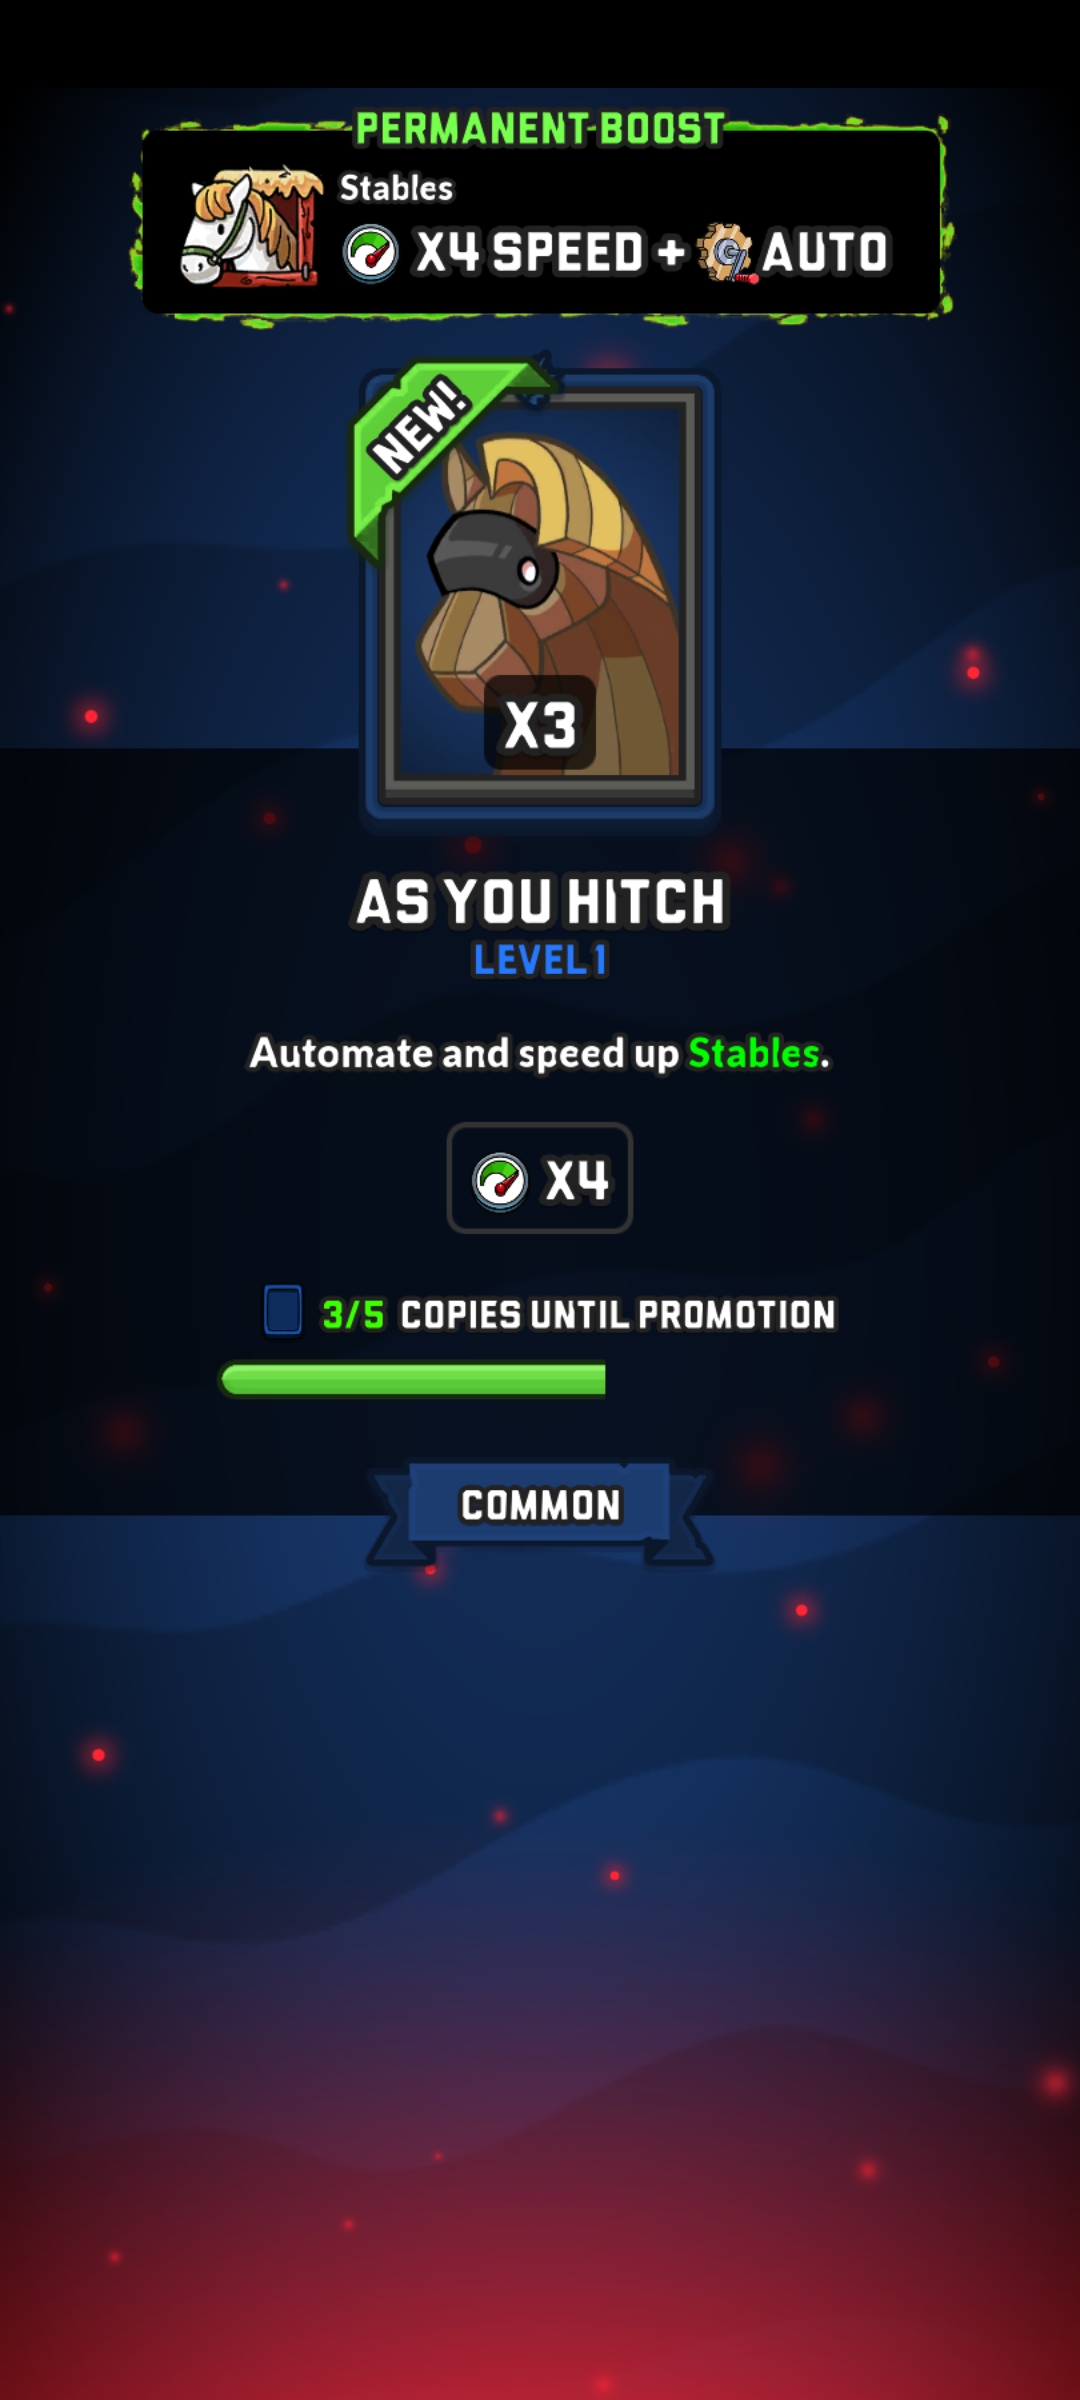 PERMANENT BOOST
Stables
X4 SPEED + AUTO
NEW!
X3
AS YOU HITCH
LEVEL 1
Automate and speed up Stables.
X4
3/5 COPIES UNTIL PROMOTION
COMMON